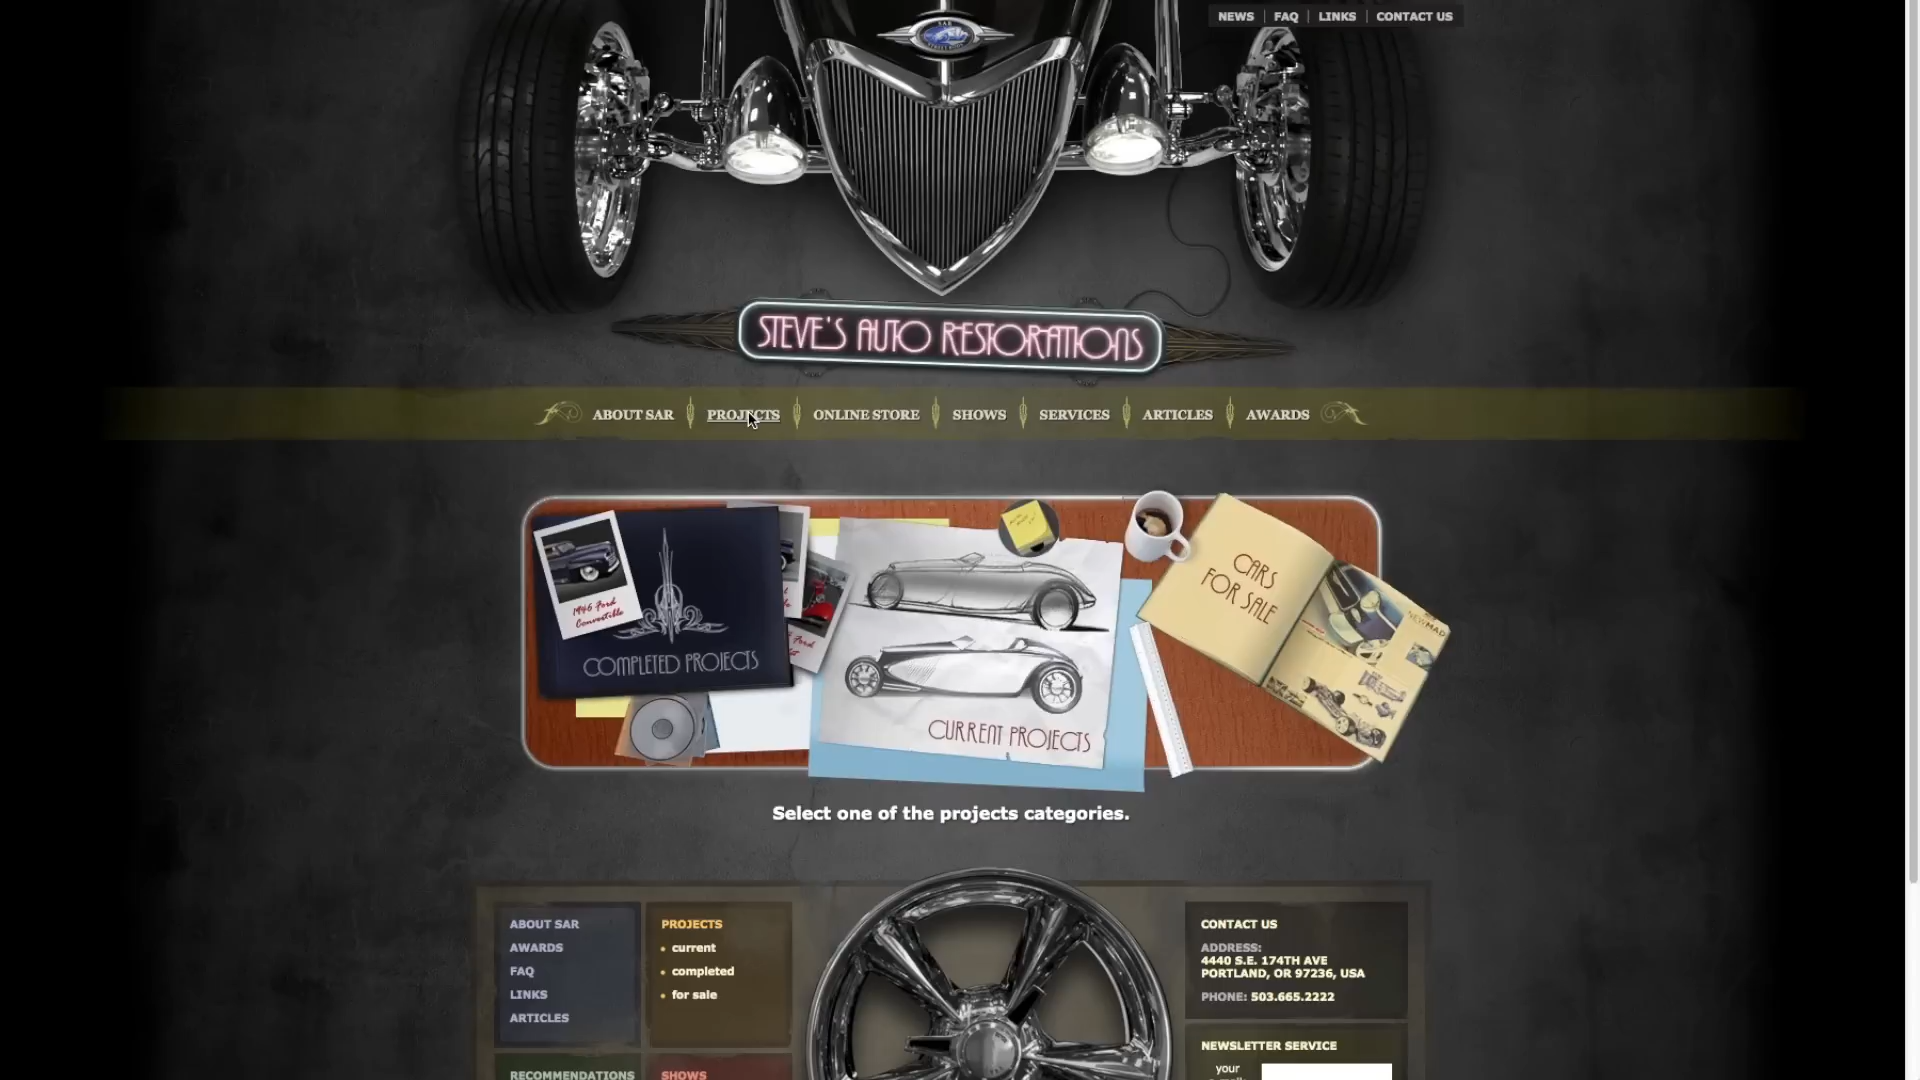 NEWS FAQ LINKS CONTACT US
STEVE'S AUTO RESTORATIONS
ABOUT SAR PROJECTS ONLINE STORE SHOWS SERVICES ARTICLES AWARDS
1946 Ford
Convertible
COMPLETED PROJECTS
CURRENT PROJECTS
CARS
FOR SALE
Select one of the projects categories.
ABOUT SAR
AWARDS
FAQ
LINKS
ARTICLES
RECOMMENDATIONS
PROJECTS
current
completed
for sale
SHOWS
CONTACT US
ADDRESS:
4440 S.E. 174TH AVE
PORTLAND, OR 97236, USA
PHONE: 503.665.2222
NEWSLETTER SERVICE
your